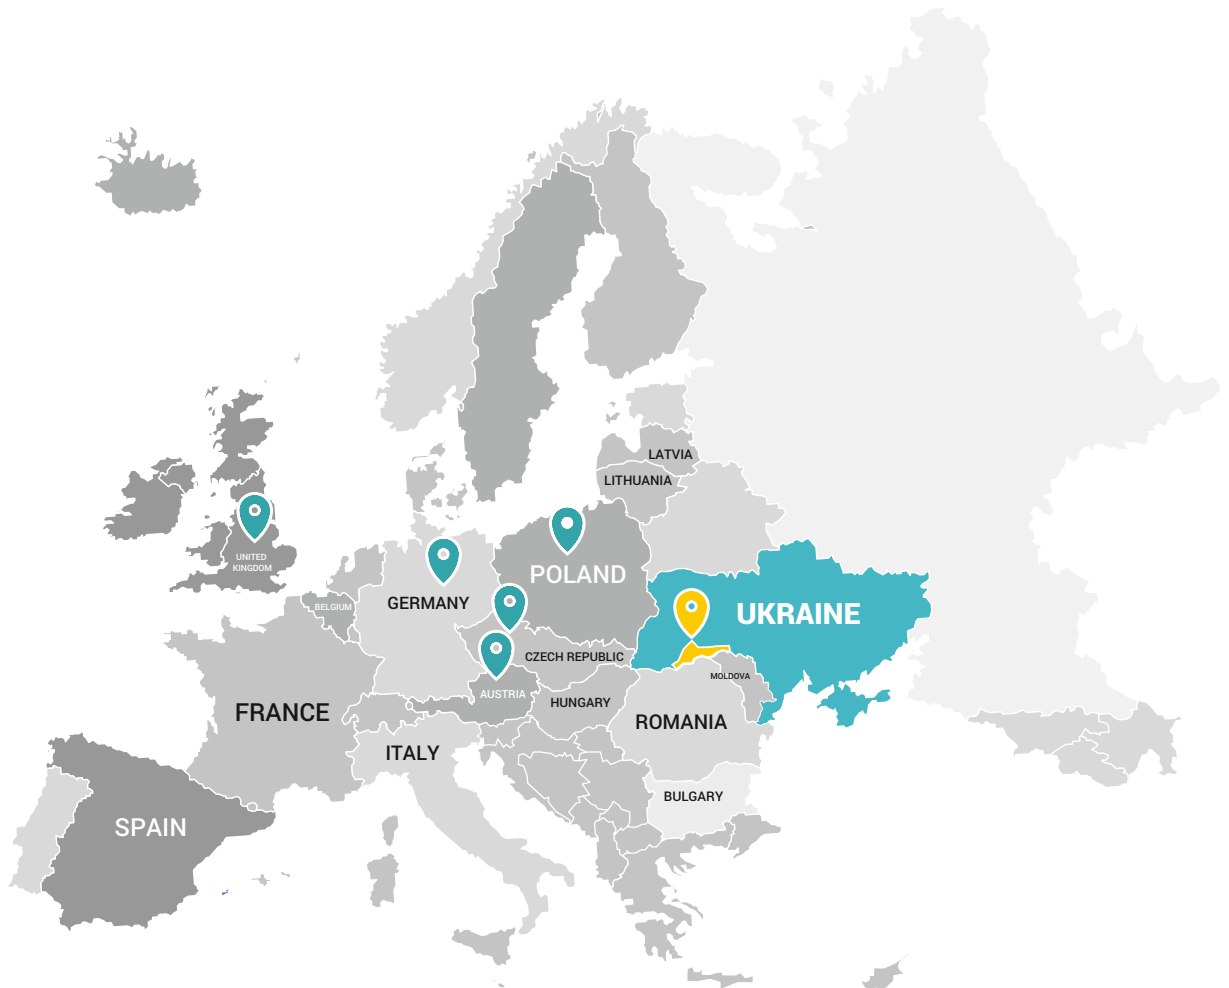 LATVIA
LITHUANIA
UNITED
KINGDOM
POLAND
BELGIUM
GERMANY
UKRAINE
CZECH REPUBLIC
MOLDOVA
AUSTRIA
HUNGARY
FRANCE
ROMANIA
ITALY
BULGARY
SPAIN